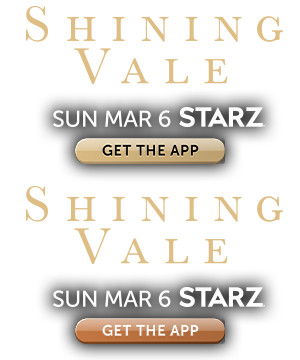 SHINING
VALE
SUN MAR 6 STARZ
GET THE APP
SHINING
VALE
SUN MAR 6 STARZ
GET THE APP